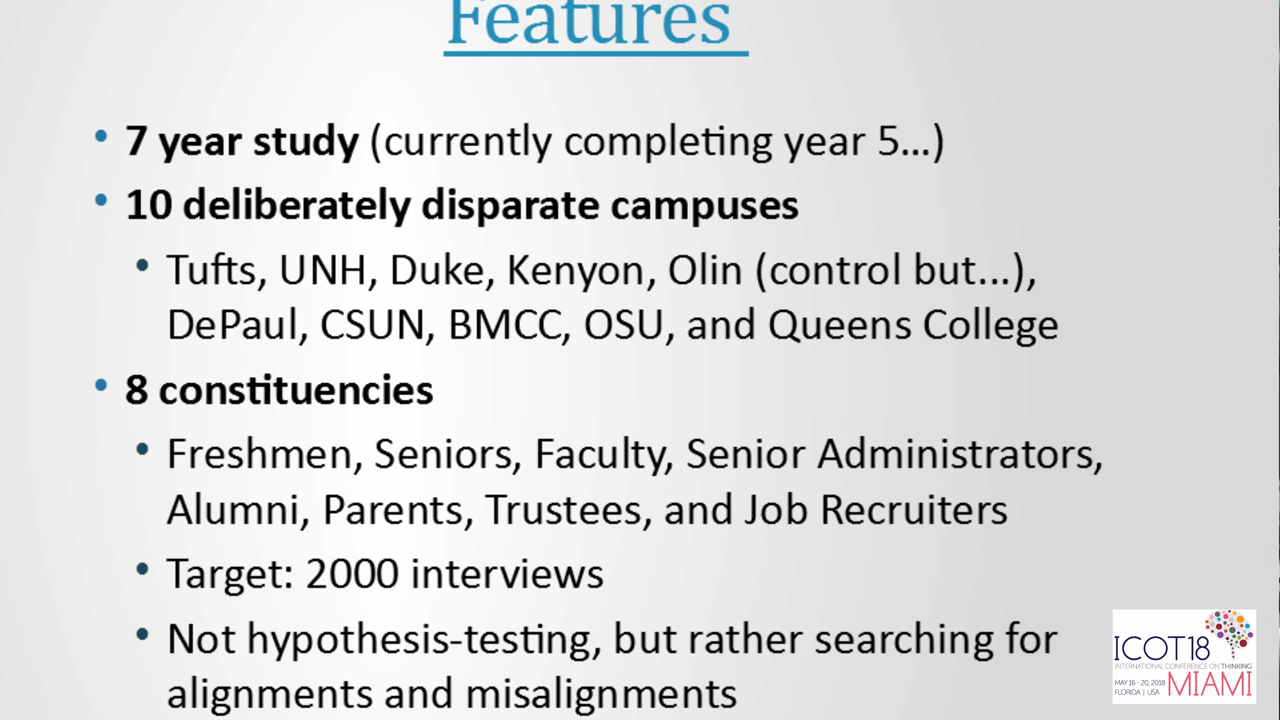 Features
• 7 year study (currently completing year 5…)
• 10 deliberately disparate campuses
• Tufts, UNH, Duke, Kenyon, Olin (control but...),
DePaul, CSUN, BMCC, OSU, and Queens College
• 8 constituencies
• Freshmen, Seniors, Faculty, Senior Administrators,
Alumni, Parents, Trustees, and Job Recruiters
• Target: 2000 interviews
• Not hypothesis-testing, but rather searching for
alignments and misalignments
ICOT18
INTERNATIONAL CONFERENCE ON THINKING
MAY 16 - 20, 2018
FLORIDA | USA
MIAMI